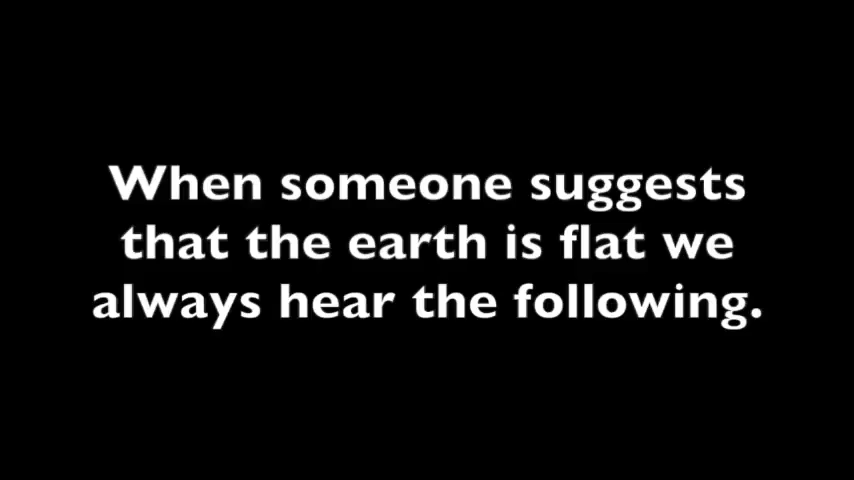 When someone suggests
that the earth is flat we
always hear the following.